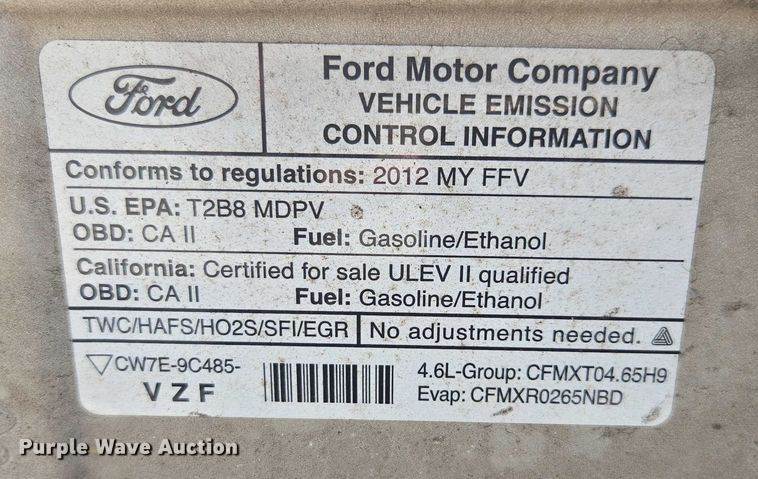 Ford
Ford Motor Company
VEHICLE EMISSION
CONTROL INFORMATION
Conforms to regulations: 2012 MY FFV
U.S. EPA: T2B8 MDPV
OBD: CA II Fuel: Gasoline/Ethanol
California: Certified for sale ULEV II qualified
OBD: CA II Fuel: Gasoline/Ethanol
TWC/HAFS/HO2S/SFI/EGR No adjustments needed.
CW7E-9C485-
VZF
4.6L-Group: CFMXT04.65H9
Evap: CFMXR0265NBD
Purple Wave Auction